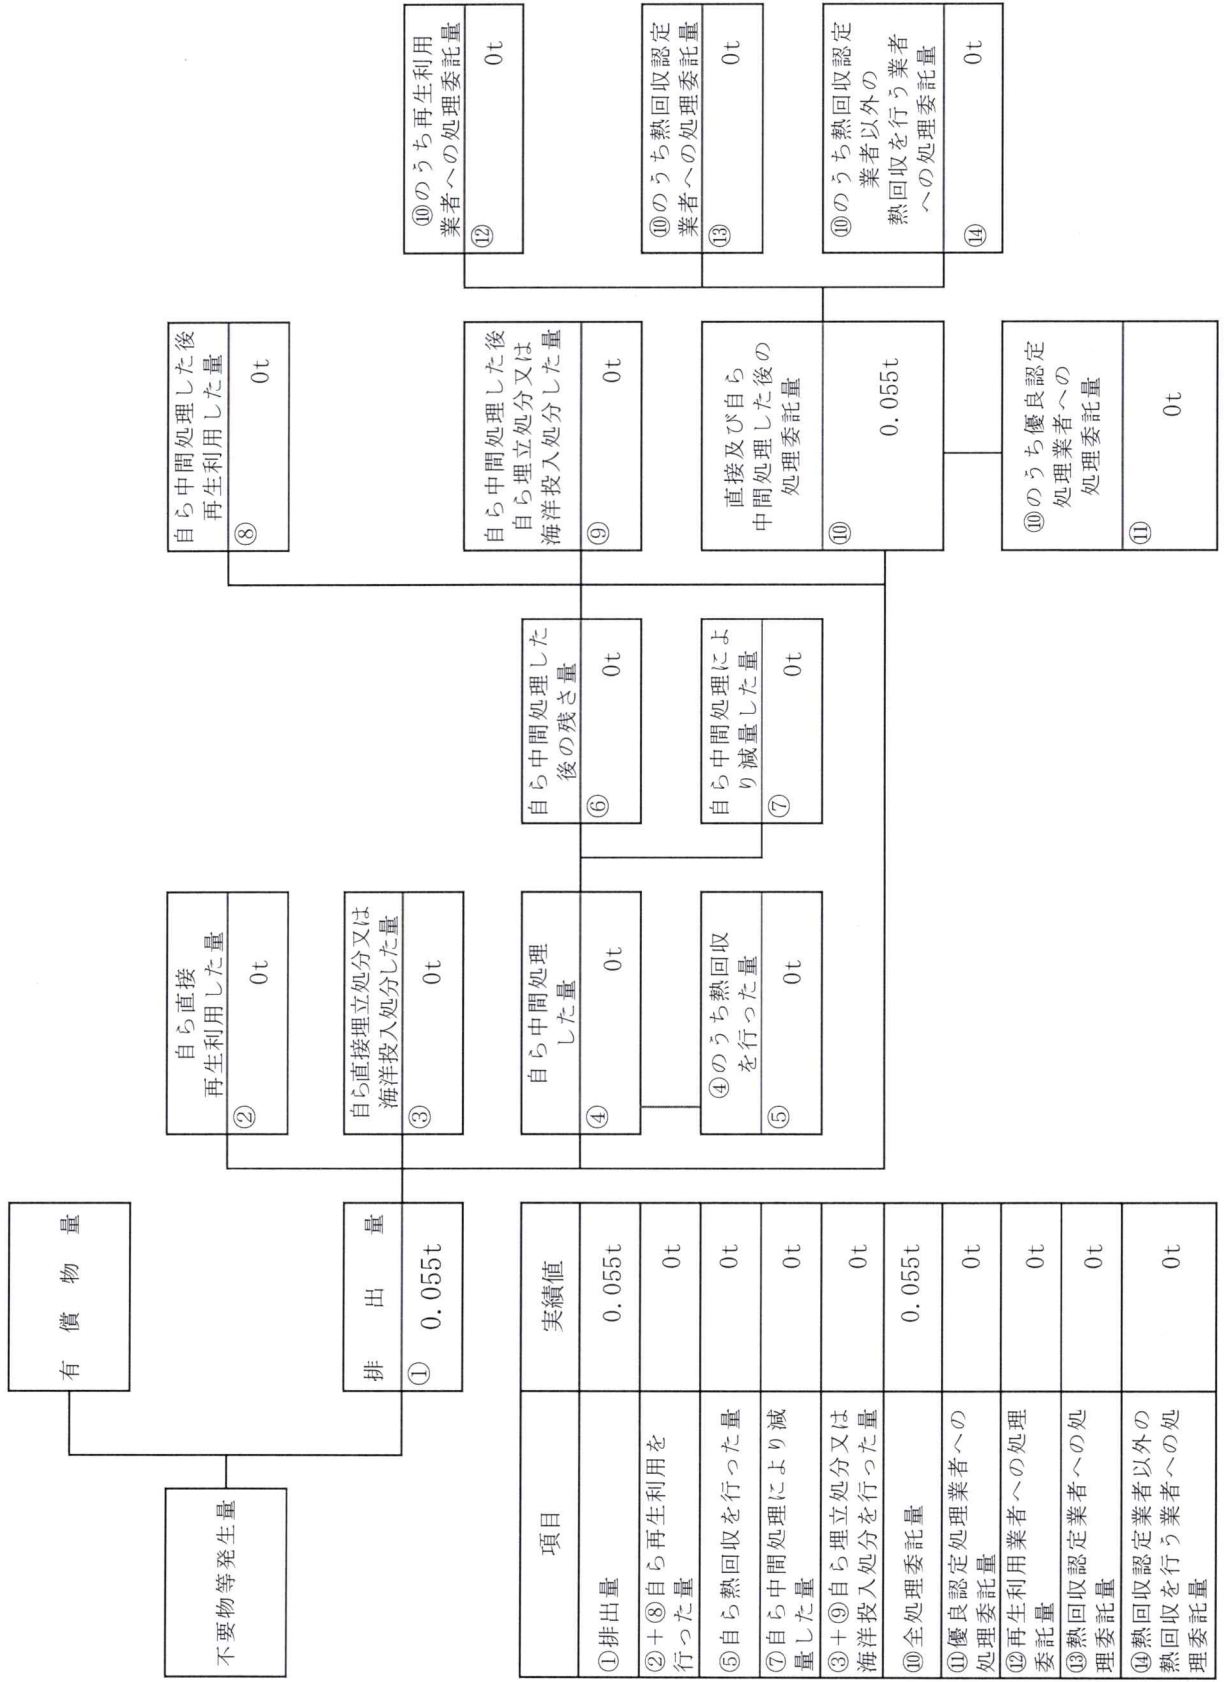 不要物等発生量
有償物量
排出量
① 0.055t
自ら直接
再生利用した量
② 0t
自ら直接埋立処分又は
海洋投入処分した量
③ 0t
自ら中間処理
した量
④ 0t
④のうち熱回収
を行った量
⑤ 0t
自ら中間処理した
後の残さ量
⑥ 0t
自ら中間処理によ
り減量した量
⑦ 0t
自ら中間処理した後
再生利用した量
⑧ 0t
自ら中間処理した後
自ら埋立処分又は
海洋投入処分した量
⑨ 0t
直接及び自ら
中間処理した後の
処理委託量
⑩ 0.055t
⑩のうち優良認定
処理業者への
処理委託量
⑪ 0t
⑩のうち再生利用
業者への処理委託量
⑫ 0t
⑩のうち熱回収認定
業者への処理委託量
⑬ 0t
⑩のうち熱回収認定
業者以外の
熱回収を行う業者
への処理委託量
⑭ 0t
項目 実績値
①排出量 0.055t
②+⑧自ら再生利用を
行った量 0t
⑤自ら熱回収を行った量 0t
⑦自ら中間処理により減
量した量 0t
③+⑨自ら埋立処分又は
海洋投入処分を行った量 0t
⑩全処理委託量 0.055t
⑪優良認定処理業者への
処理委託量 0t
⑫再生利用業者への処理
委託量 0t
⑬熱回収認定業者への処
理委託量 0t
⑭熱回収認定業者以外の
熱回収を行う業者への処
理委託量 0t